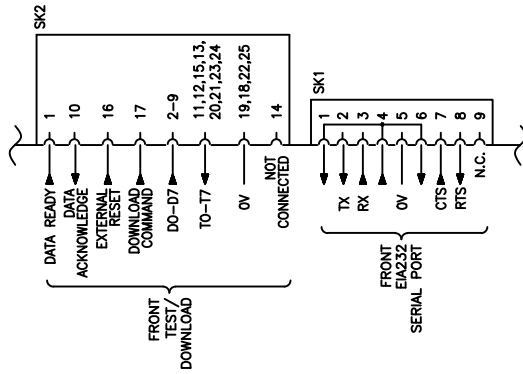 SK2
DATA READY 1
DATA
ACKNOWLEDGE 10
EXTERNAL
RESET 16
DOWNLOAD
COMMAND 17
DO-D7 2-9
TO-T7 11,12,15,13,
20,21,23,24
0V 19,18,22,25
NOT
CONNECTED 14
FRONT
TEST/
DOWNLOAD
SK1
1
TX 2
RX 3
4
0V 5
6
CTS 7
RTS 8
N.C. 9
FRONT
EIA232
SERIAL PORT